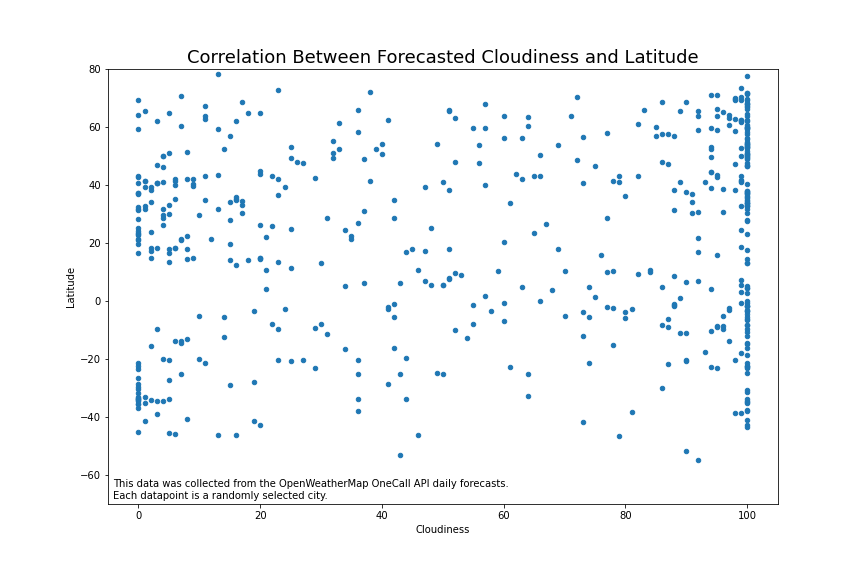 Correlation Between Forecasted Cloudiness and Latitude
80
60
40
20
0
−20
−40
−60
Latitude
This data was collected from the OpenWeatherMap OneCall API daily forecasts.
Each datapoint is a randomly selected city.
0 20 40 60 80 100
Cloudiness